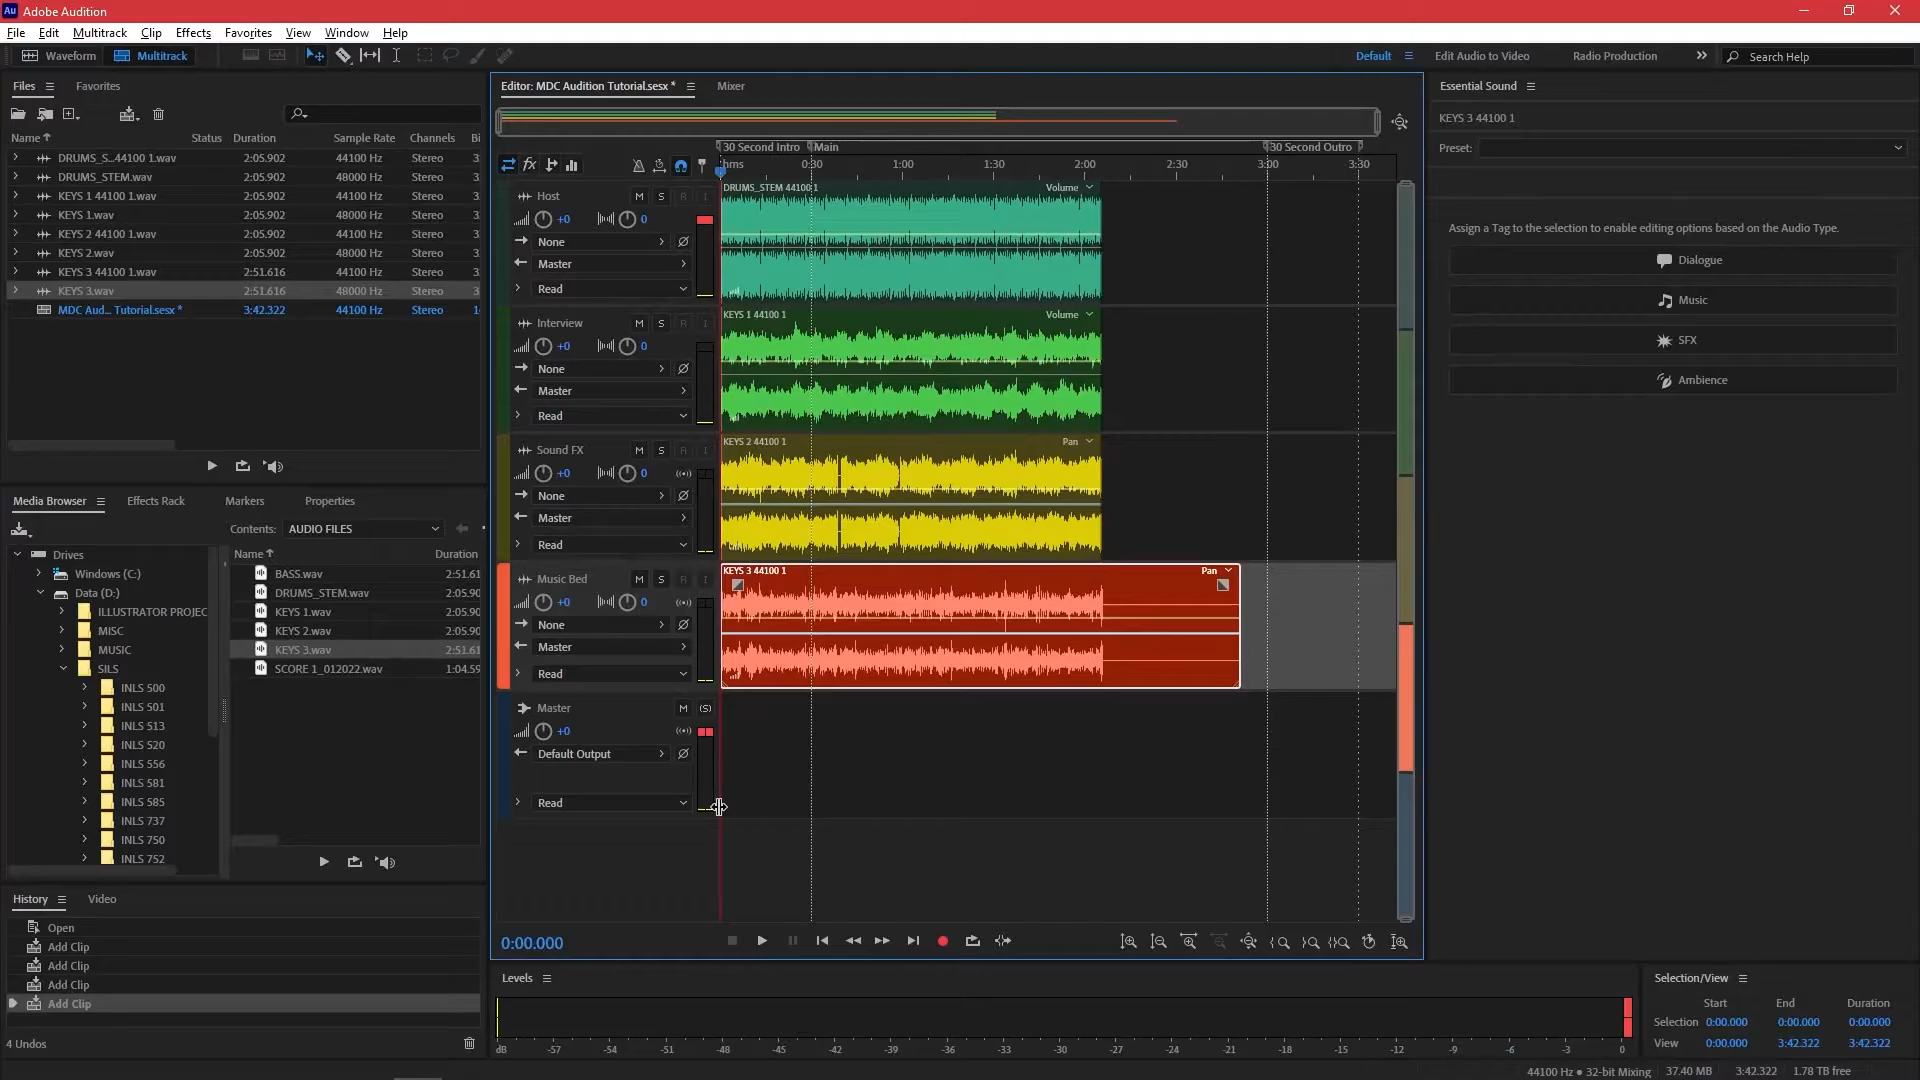 Au Adobe Audition
File Edit Multitrack Clip Effects Favorites View Window Help
Waveform Multitrack Default Edit Audio to Video Radio Production Search Help
Files Favorites
Name Status Duration Sample Rate Channels Bi
DRUMS_S...44100 1.wav 2:05.902 44100 Hz Stereo 3
DRUMS_STEM.wav 2:05.902 48000 Hz Stereo 3
KEYS 1 44100 1.wav 2:05.902 44100 Hz Stereo 3
KEYS 1.wav 2:05.902 48000 Hz Stereo 3
KEYS 2 44100 1.wav 2:05.902 44100 Hz Stereo 3
KEYS 2.wav 2:05.902 48000 Hz Stereo 3
KEYS 3 44100 1.wav 2:51.616 44100 Hz Stereo 3
KEYS 3.wav 2:51.616 48000 Hz Stereo 3
MDC Aud... Tutorial.sesx * 3:42.322 44100 Hz Stereo 1
Media Browser Effects Rack Markers Properties
Contents: AUDIO FILES
Drives
Windows (C:)
Data (D:)
ILLUSTRATOR PROJEC
MISC
MUSIC
SILS
INLS 500
INLS 501
INLS 513
INLS 520
INLS 556
INLS 581
INLS 585
INLS 737
INLS 750
INLS 752
Name Duration
BASS.wav 2:51.61
DRUMS_STEM.wav 2:05.90
KEYS 1.wav 2:05.90
KEYS 2.wav 2:05.90
KEYS 3.wav 2:51.61
SCORE 1_012022.wav 1:04.59
History Video
Open
Add Clip
Add Clip
Add Clip
Add Clip
4 Undos
Editor: MDC Audition Tutorial.sesx * Mixer
30 Second Intro Main 30 Second Outro
hms 0:30 1:00 1:30 2:00 2:30 3:00 3:30
fx
Host M S R I
+0 0
None
Master
Read
DRUMS_STEM 44100 1 Volume
Interview M S R I
+0 0
None
Master
Read
KEYS 1 44100 1 Volume
Sound FX M S R I
+0 0
None
Master
Read
KEYS 2 44100 1 Pan
Music Bed M S R I
+0 0
None
Master
Read
KEYS 3 44100 1 Pan
Master M (S)
+0
Default Output
Read
0:00.000
Levels
dB -57 -54 -51 -48 -45 -42 -39 -36 -33 -30 -27 -24 -21 -18 -15 -12 -9 -6 -3 0
Essential Sound
KEYS 3 44100 1
Preset:
Assign a Tag to the selection to enable editing options based on the Audio Type.
Dialogue
Music
SFX
Ambience
Selection/View
Start End Duration
Selection 0:00.000 0:00.000 0:00.000
View 0:00.000 3:42.322 3:42.322
44100 Hz ● 32-bit Mixing 37.40 MB 3:42.322 1.78 TB free